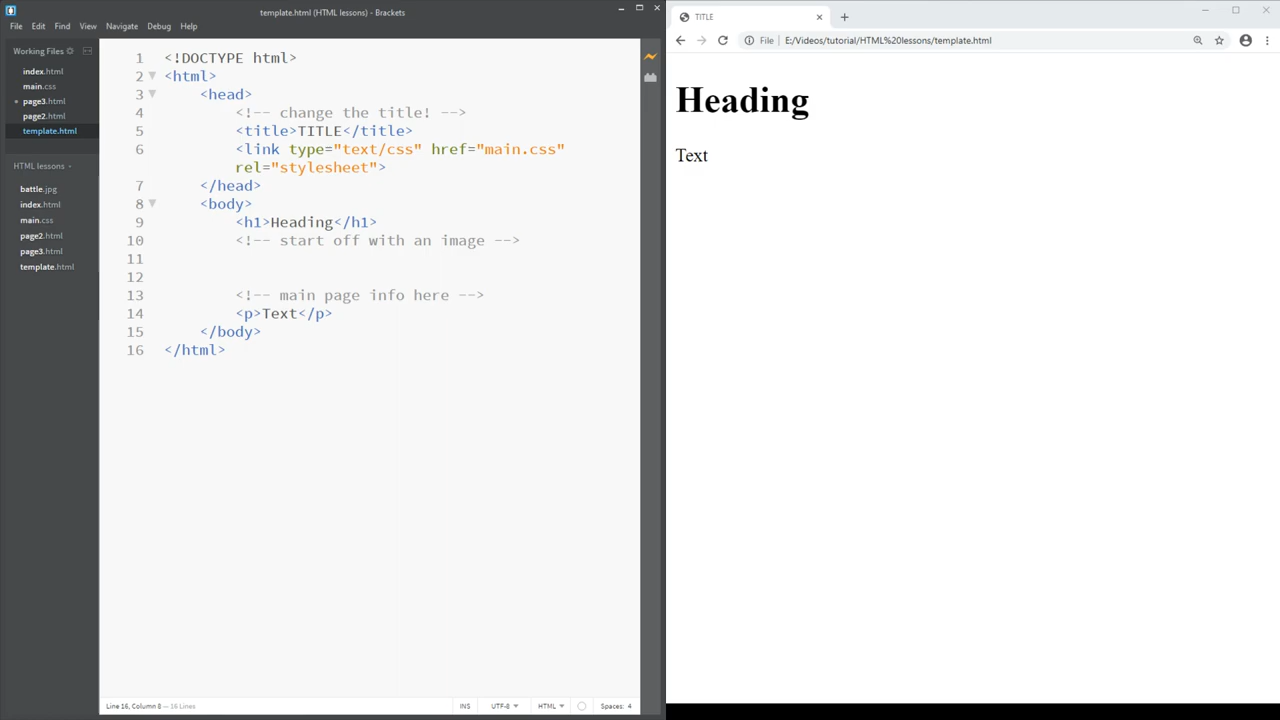 template.html (HTML lessons) - Brackets
File Edit Find View Navigate Debug Help
Working Files
index.html
main.css
page3.html
page2.html
template.html
HTML lessons
battle.jpg
index.html
main.css
page2.html
page3.html
template.html
1 <!DOCTYPE html>
2 <html>
3 <head>
4 <!-- change the title! -->
5 <title>TITLE</title>
6 <link type="text/css" href="main.css"
rel="stylesheet">
7 </head>
8 <body>
9 <h1>Heading</h1>
10 <!-- start off with an image -->
11
12
13 <!-- main page info here -->
14 <p>Text</p>
15 </body>
16 </html>
Line 16, Column 8 — 16 Lines
INS UTF-8 HTML Spaces: 4
TITLE
File E:/Videos/tutorial/HTML%20lessons/template.html
Heading
Text